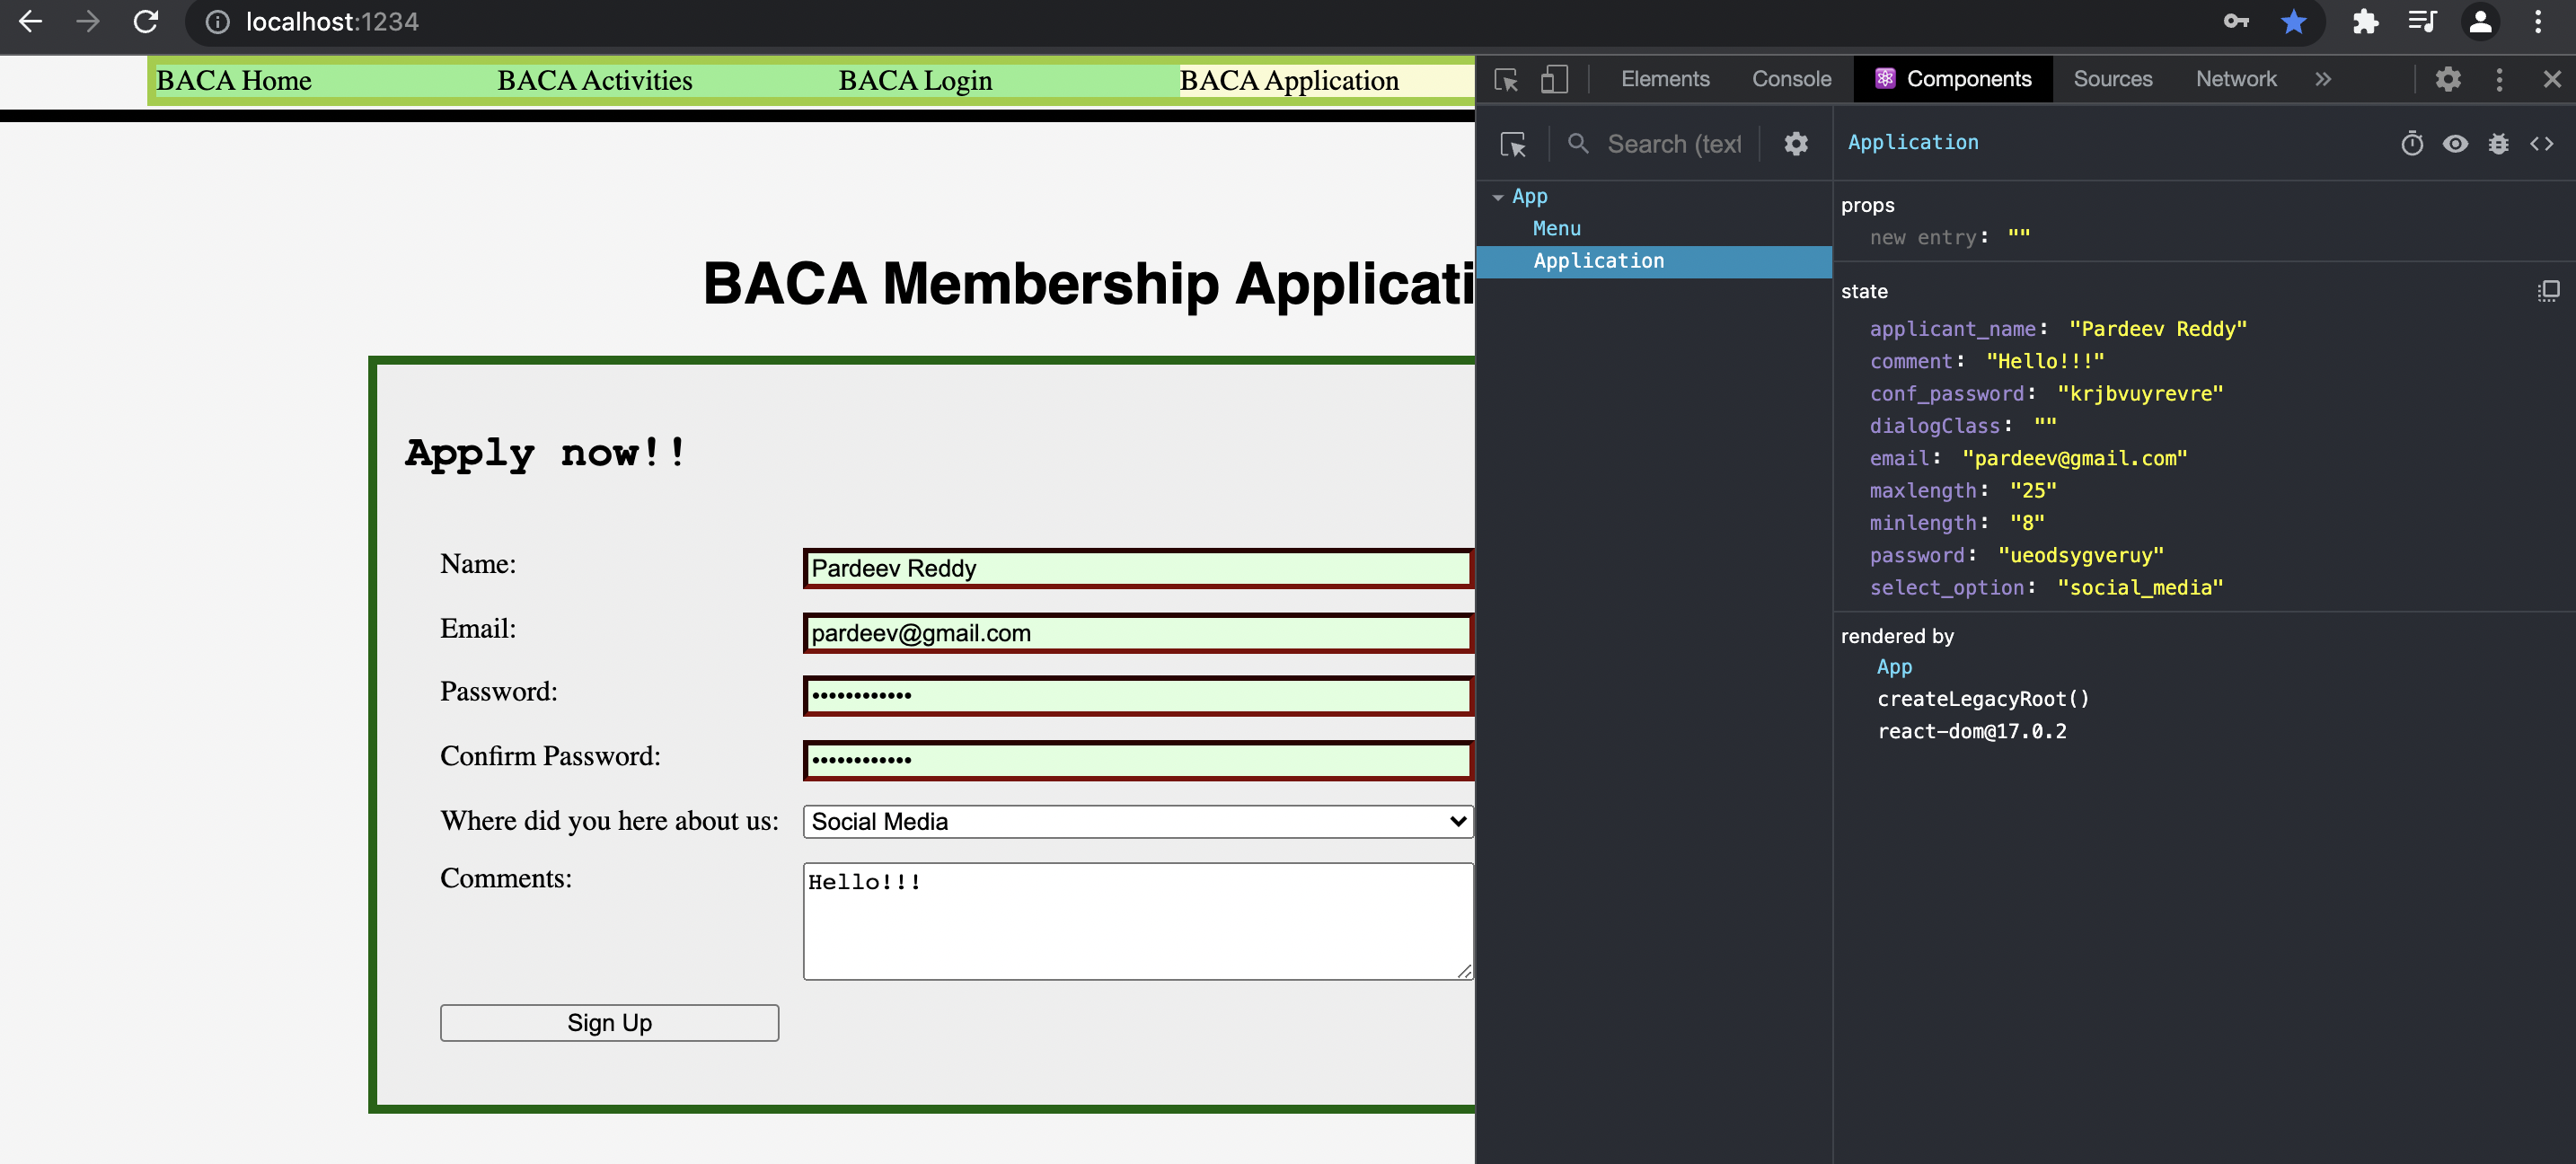 localhost:1234
BACA Home BACA Activities BACA Login BACA Application
BACA Membership Applicati
Apply now!!
Name: Pardeev Reddy
Email: pardeev@gmail.com
Password: ••••••••••••
Confirm Password: ••••••••••••
Where did you here about us: Social Media
Comments: Hello!!!
Sign Up
Elements Console Components Sources Network »
Search (text
App
Menu
Application
Application
props
new entry: ""
state
applicant_name: "Pardeev Reddy"
comment: "Hello!!!"
conf_password: "krjbvuyrevre"
dialogClass: ""
email: "pardeev@gmail.com"
maxlength: "25"
minlength: "8"
password: "ueodsygveruy"
select_option: "social_media"
rendered by
App
createLegacyRoot()
react-dom@17.0.2